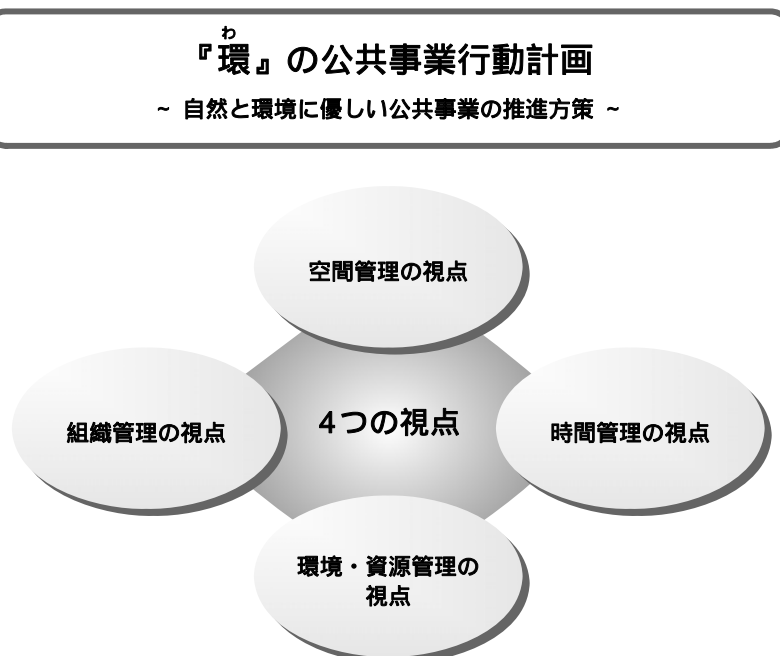 わ
『環』の公共事業行動計画
~ 自然と環境に優しい公共事業の推進方策 ~
空間管理の視点
4つの視点
組織管理の視点
時間管理の視点
環境・資源管理の
視点